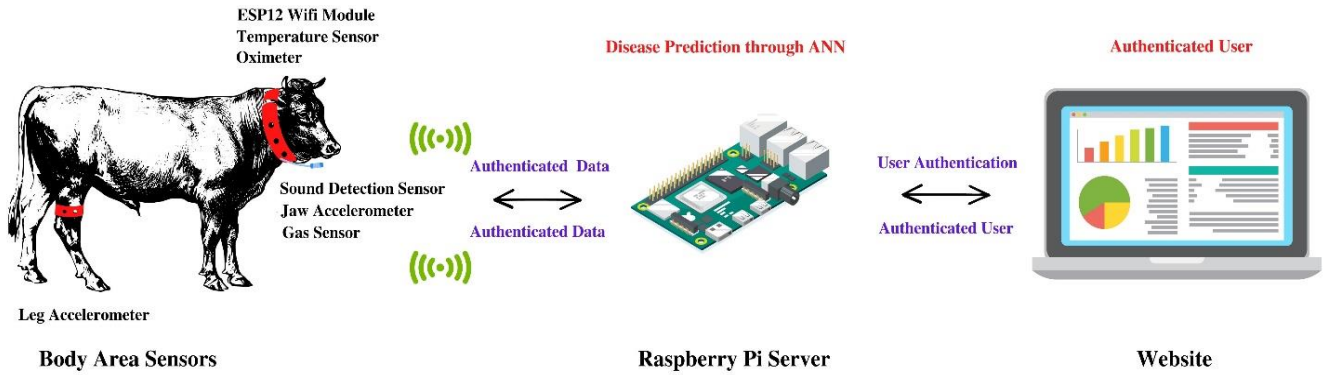 ESP12 Wifi Module
Temperature Sensor
Oximeter
Disease Prediction through ANN
Authenticated User
Authenticated Data
User Authentication
Sound Detection Sensor
Jaw Accelerometer
Gas Sensor
Authenticated Data
Authenticated User
Leg Accelerometer
Body Area Sensors
Raspberry Pi Server
Website